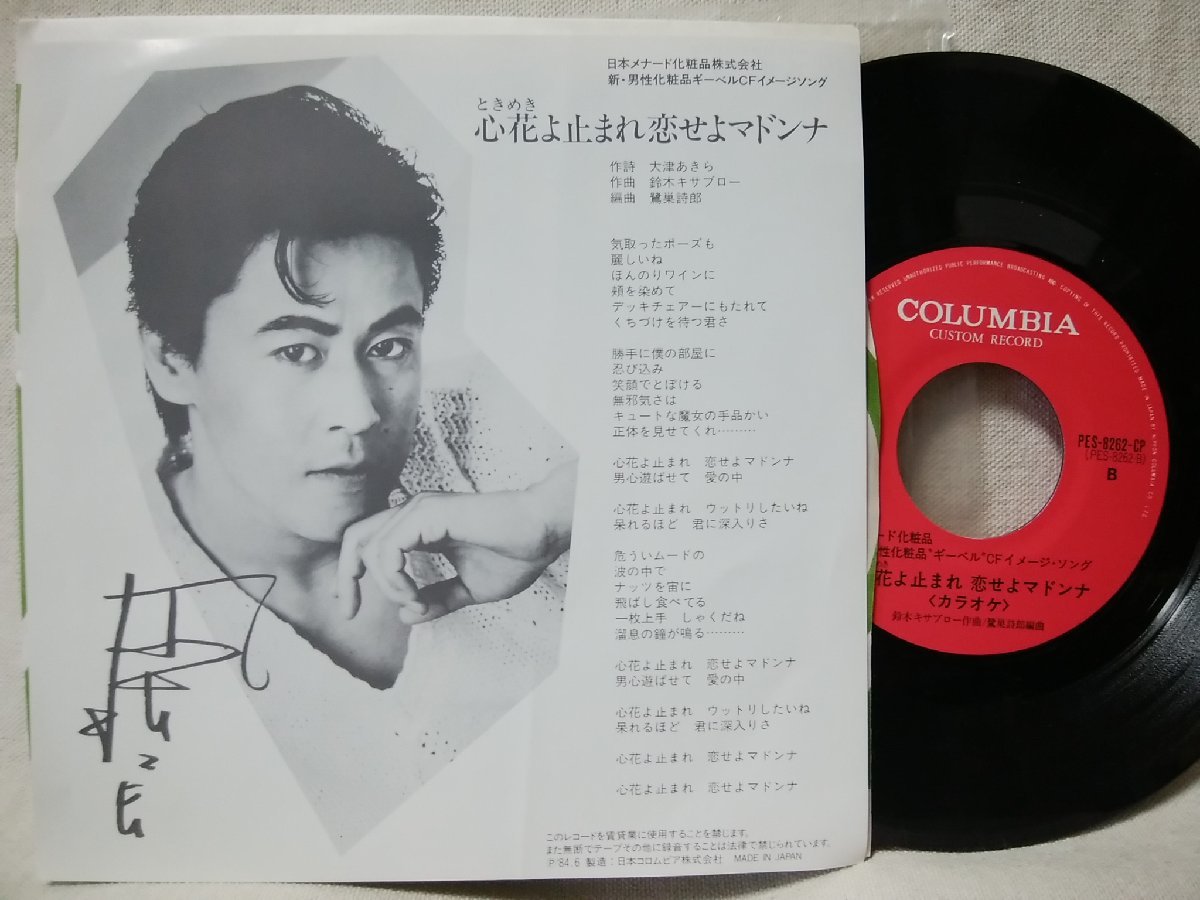 日本メナード化粧品株式会社
新・男性化粧品ギーベルCFイメージソング
ときめき
心花よ止まれ恋せよマドンナ
作詩 大津あきら
作曲 鈴木キサブロー
編曲 鷺巣詩郎
気取ったポーズも
麗しいね
ほんのりワインに
頬を染めて
デッキチェアーにもたれて
くちづけを待つ君さ
勝手に僕の部屋に
忍び込み
笑顔でとぼける
無邪気さは
キュートな魔女の手品かい
正体を見せてくれ………
心花よ止まれ 恋せよマドンナ
男心遊ばせて 愛の中
心花よ止まれ ウットリしたいね
呆れるほど 君に深入りさ
危ういムードの
波の中で
ナッツを宙に
飛ばし食べてる
一枚上手 しゃくだね
溜息の鐘が鳴る………
心花よ止まれ 恋せよマドンナ
男心遊ばせて 愛の中
心花よ止まれ ウットリしたいね
呆れるほど 君に深入りさ
心花よ止まれ 恋せよマドンナ
心花よ止まれ 恋せよマドンナ
このレコードを賃貸業に使用することを禁じます。
また無断でテープその他に録音することは法律で禁じられています。
P'84.6 製造:日本コロムビア株式会社 MADE IN JAPAN
RESERVED UNAUTHORIZED PUBLIC PERFORMANCE BROADCASTING AND COPYING OF THIS RECORD PROHIBITED MADE IN JAPAN BY NIPPON COLUMBIA CO., LTD.
COLUMBIA
CUSTOM RECORD
PES-8262-CP
(PES-8262-B)
B
ード化粧品
性化粧品"ギーベル"CFイメージ・ソング
き
花よ止まれ 恋せよマドンナ
〈カラオケ〉
鈴木キサブロー作曲/鷺巣詩郎編曲